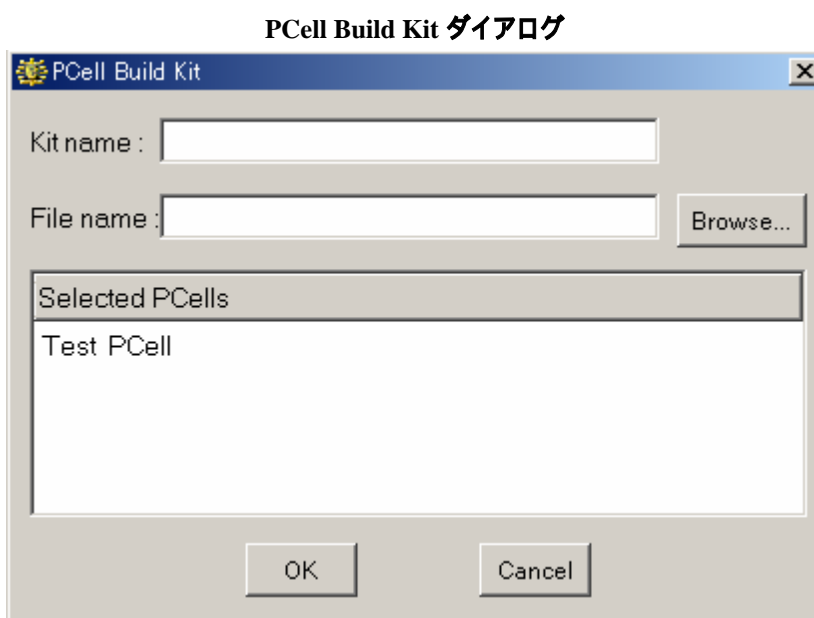 PCell Build Kit ダイアログ
PCell Build Kit
Kit name :
File name :
Browse...
Selected PCells
Test PCell
OK
Cancel